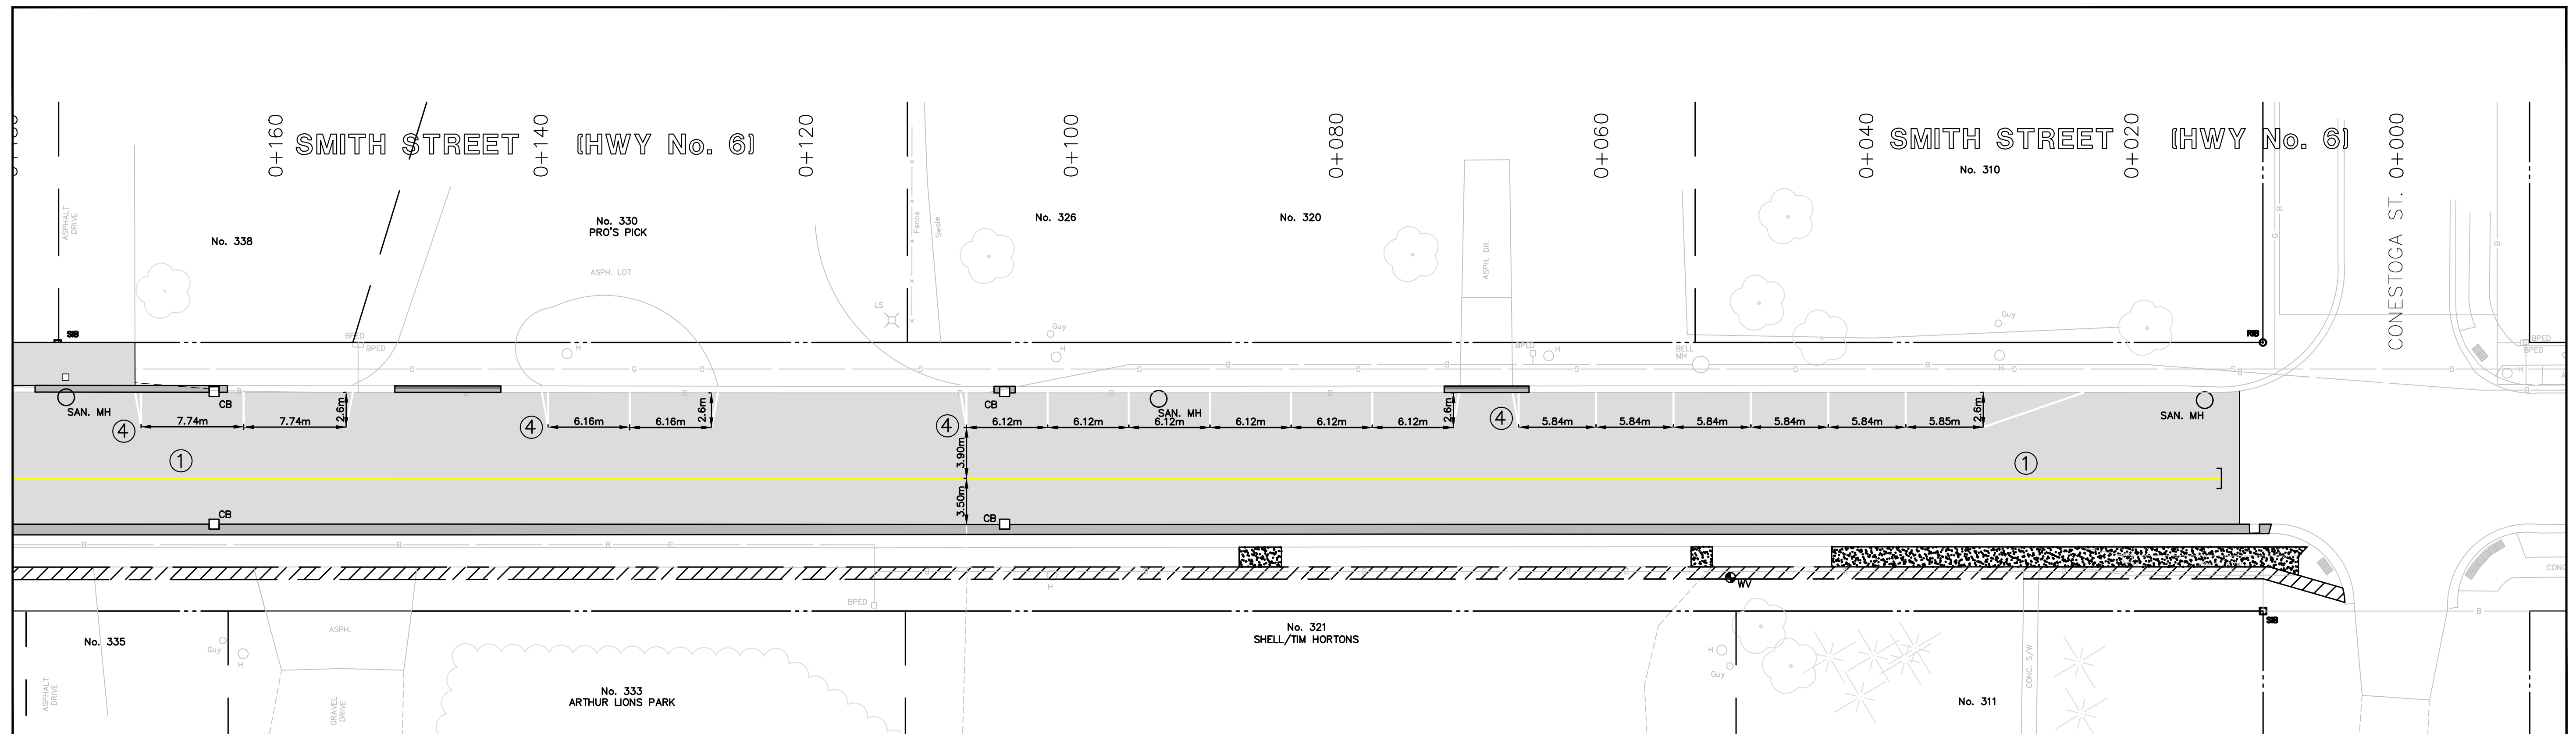 0+160
0+140
0+120
0+100
0+080
0+060
0+040
0+020
CONESTOGA ST. 0+000
SMITH STREET (HWY No. 6)
SMITH STREET (HWY No. 6)
No. 310
ASPHALT
DRIVE
No. 338
No. 330
PRO'S PICK
ASPH. LOT
Fence
Swale
No. 326
No. 320
ASPH. DR.
LS
Guy
H
Guy
H
SIB
BPED
BPED
H
BPED
H
BELL
MH
RIB
BPED
BPED
H
SAN. MH
CB
CB
SAN. MH
SAN. MH
4
7.74m
7.74m
2.6m
4
6.16m
6.16m
2.6m
4
6.12m
6.12m
6.12m
6.12m
6.12m
6.12m
2.6m
4
5.84m
5.84m
5.84m
5.84m
5.84m
5.85m
2.6m
1
3.90m
1
3.50m
CB
CB
BPED
H
WV
CONC
No. 335
ASPH.
Guy
H
No. 321
SHELL/TIM HORTONS
SIB
H
Guy
ASPHALT
DRIVE
GRAVEL
DRIVE
No. 333
ARTHUR LIONS PARK
CONC. S/W
No. 311